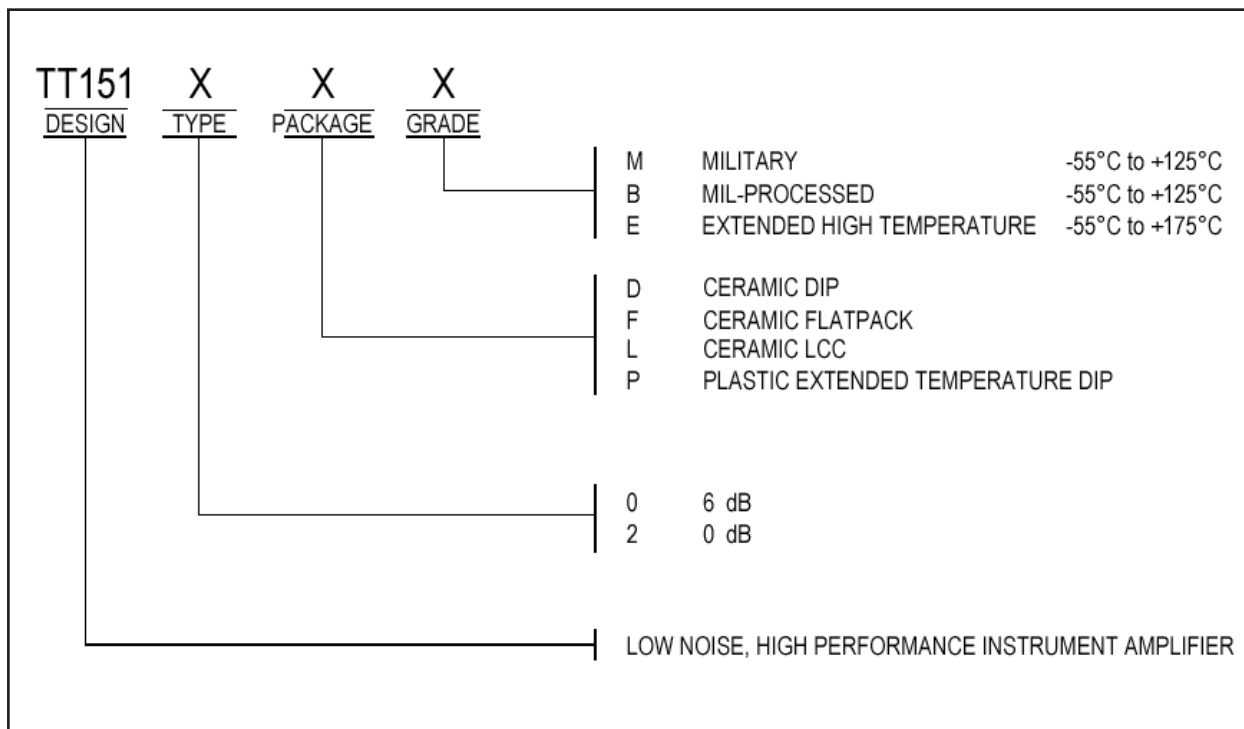 TT151 X X X
DESIGN TYPE PACKAGE GRADE
M MILITARY -55°C to +125°C
B MIL-PROCESSED -55°C to +125°C
E EXTENDED HIGH TEMPERATURE -55°C to +175°C
D CERAMIC DIP
F CERAMIC FLATPACK
L CERAMIC LCC
P PLASTIC EXTENDED TEMPERATURE DIP
0 6 dB
2 0 dB
LOW NOISE, HIGH PERFORMANCE INSTRUMENT AMPLIFIER